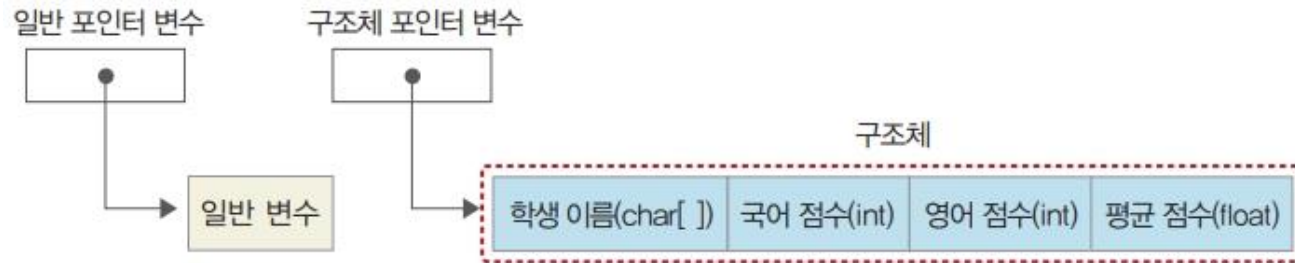 일반 포인터 변수
구조체 포인터 변수
구조체
일반 변수
학생 이름(char[ ]) 국어 점수(int) 영어 점수(int) 평균 점수(float)